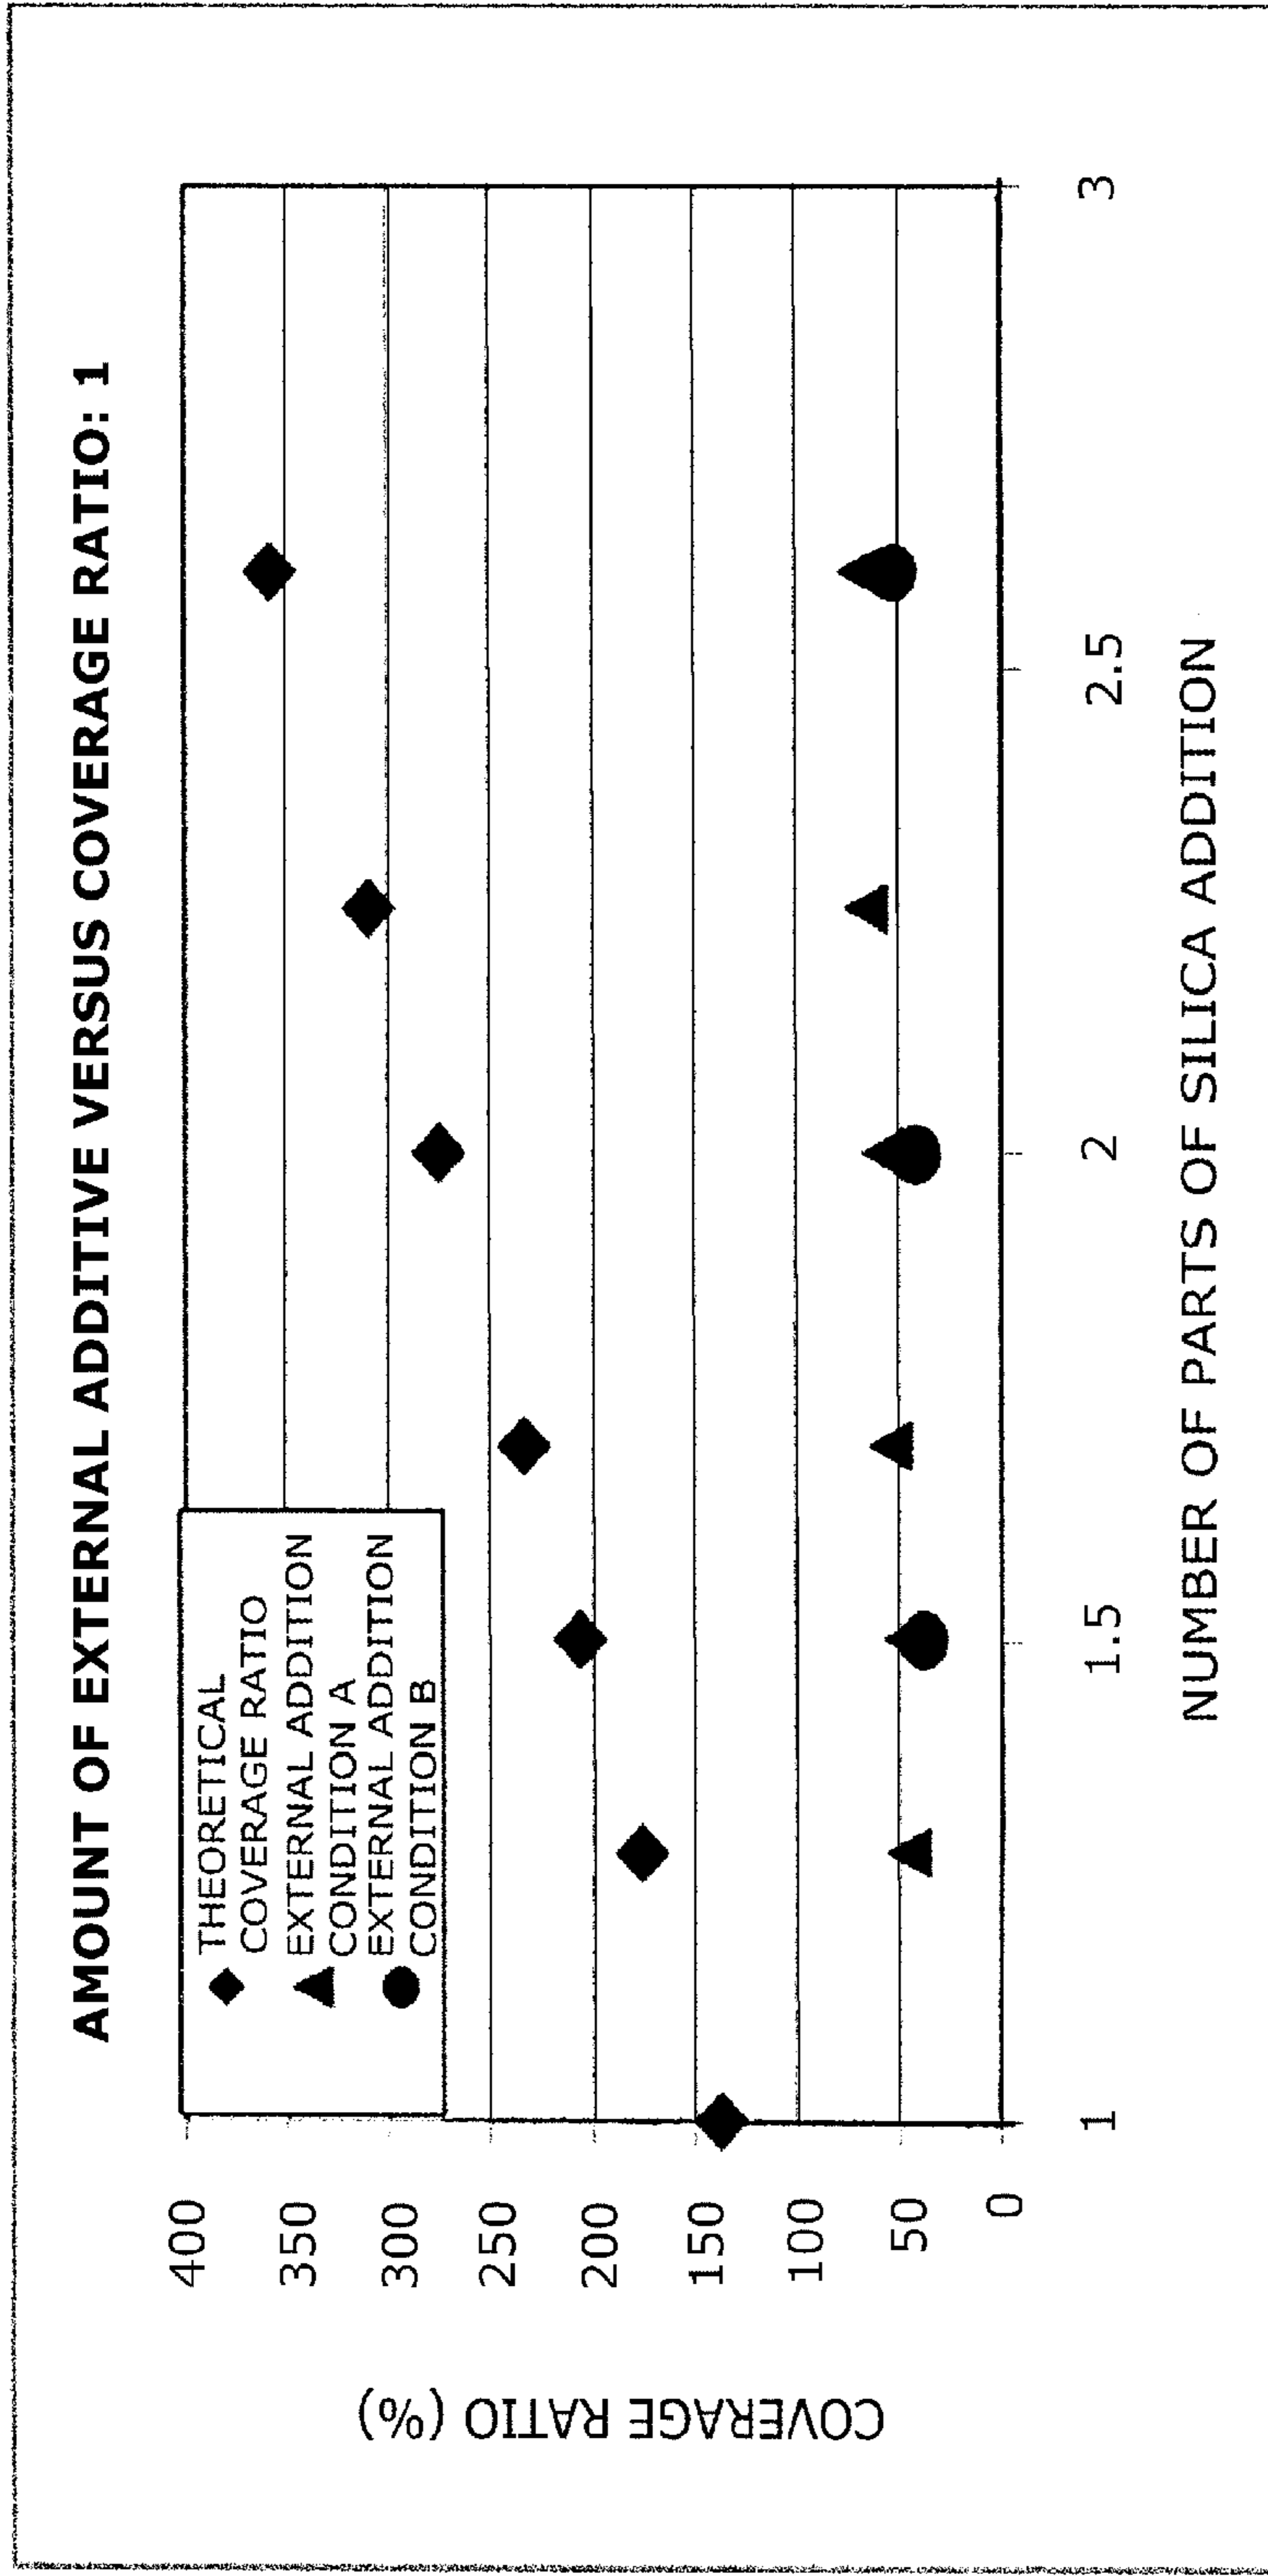 AMOUNT OF EXTERNAL ADDITIVE VERSUS COVERAGE RATIO: 1
THEORETICAL
COVERAGE RATIO
EXTERNAL ADDITION
CONDITION A
EXTERNAL ADDITION
CONDITION B
COVERAGE RATIO (%)
400
350
300
250
200
150
100
50
0
1
1.5
2
2.5
3
NUMBER OF PARTS OF SILICA ADDITION